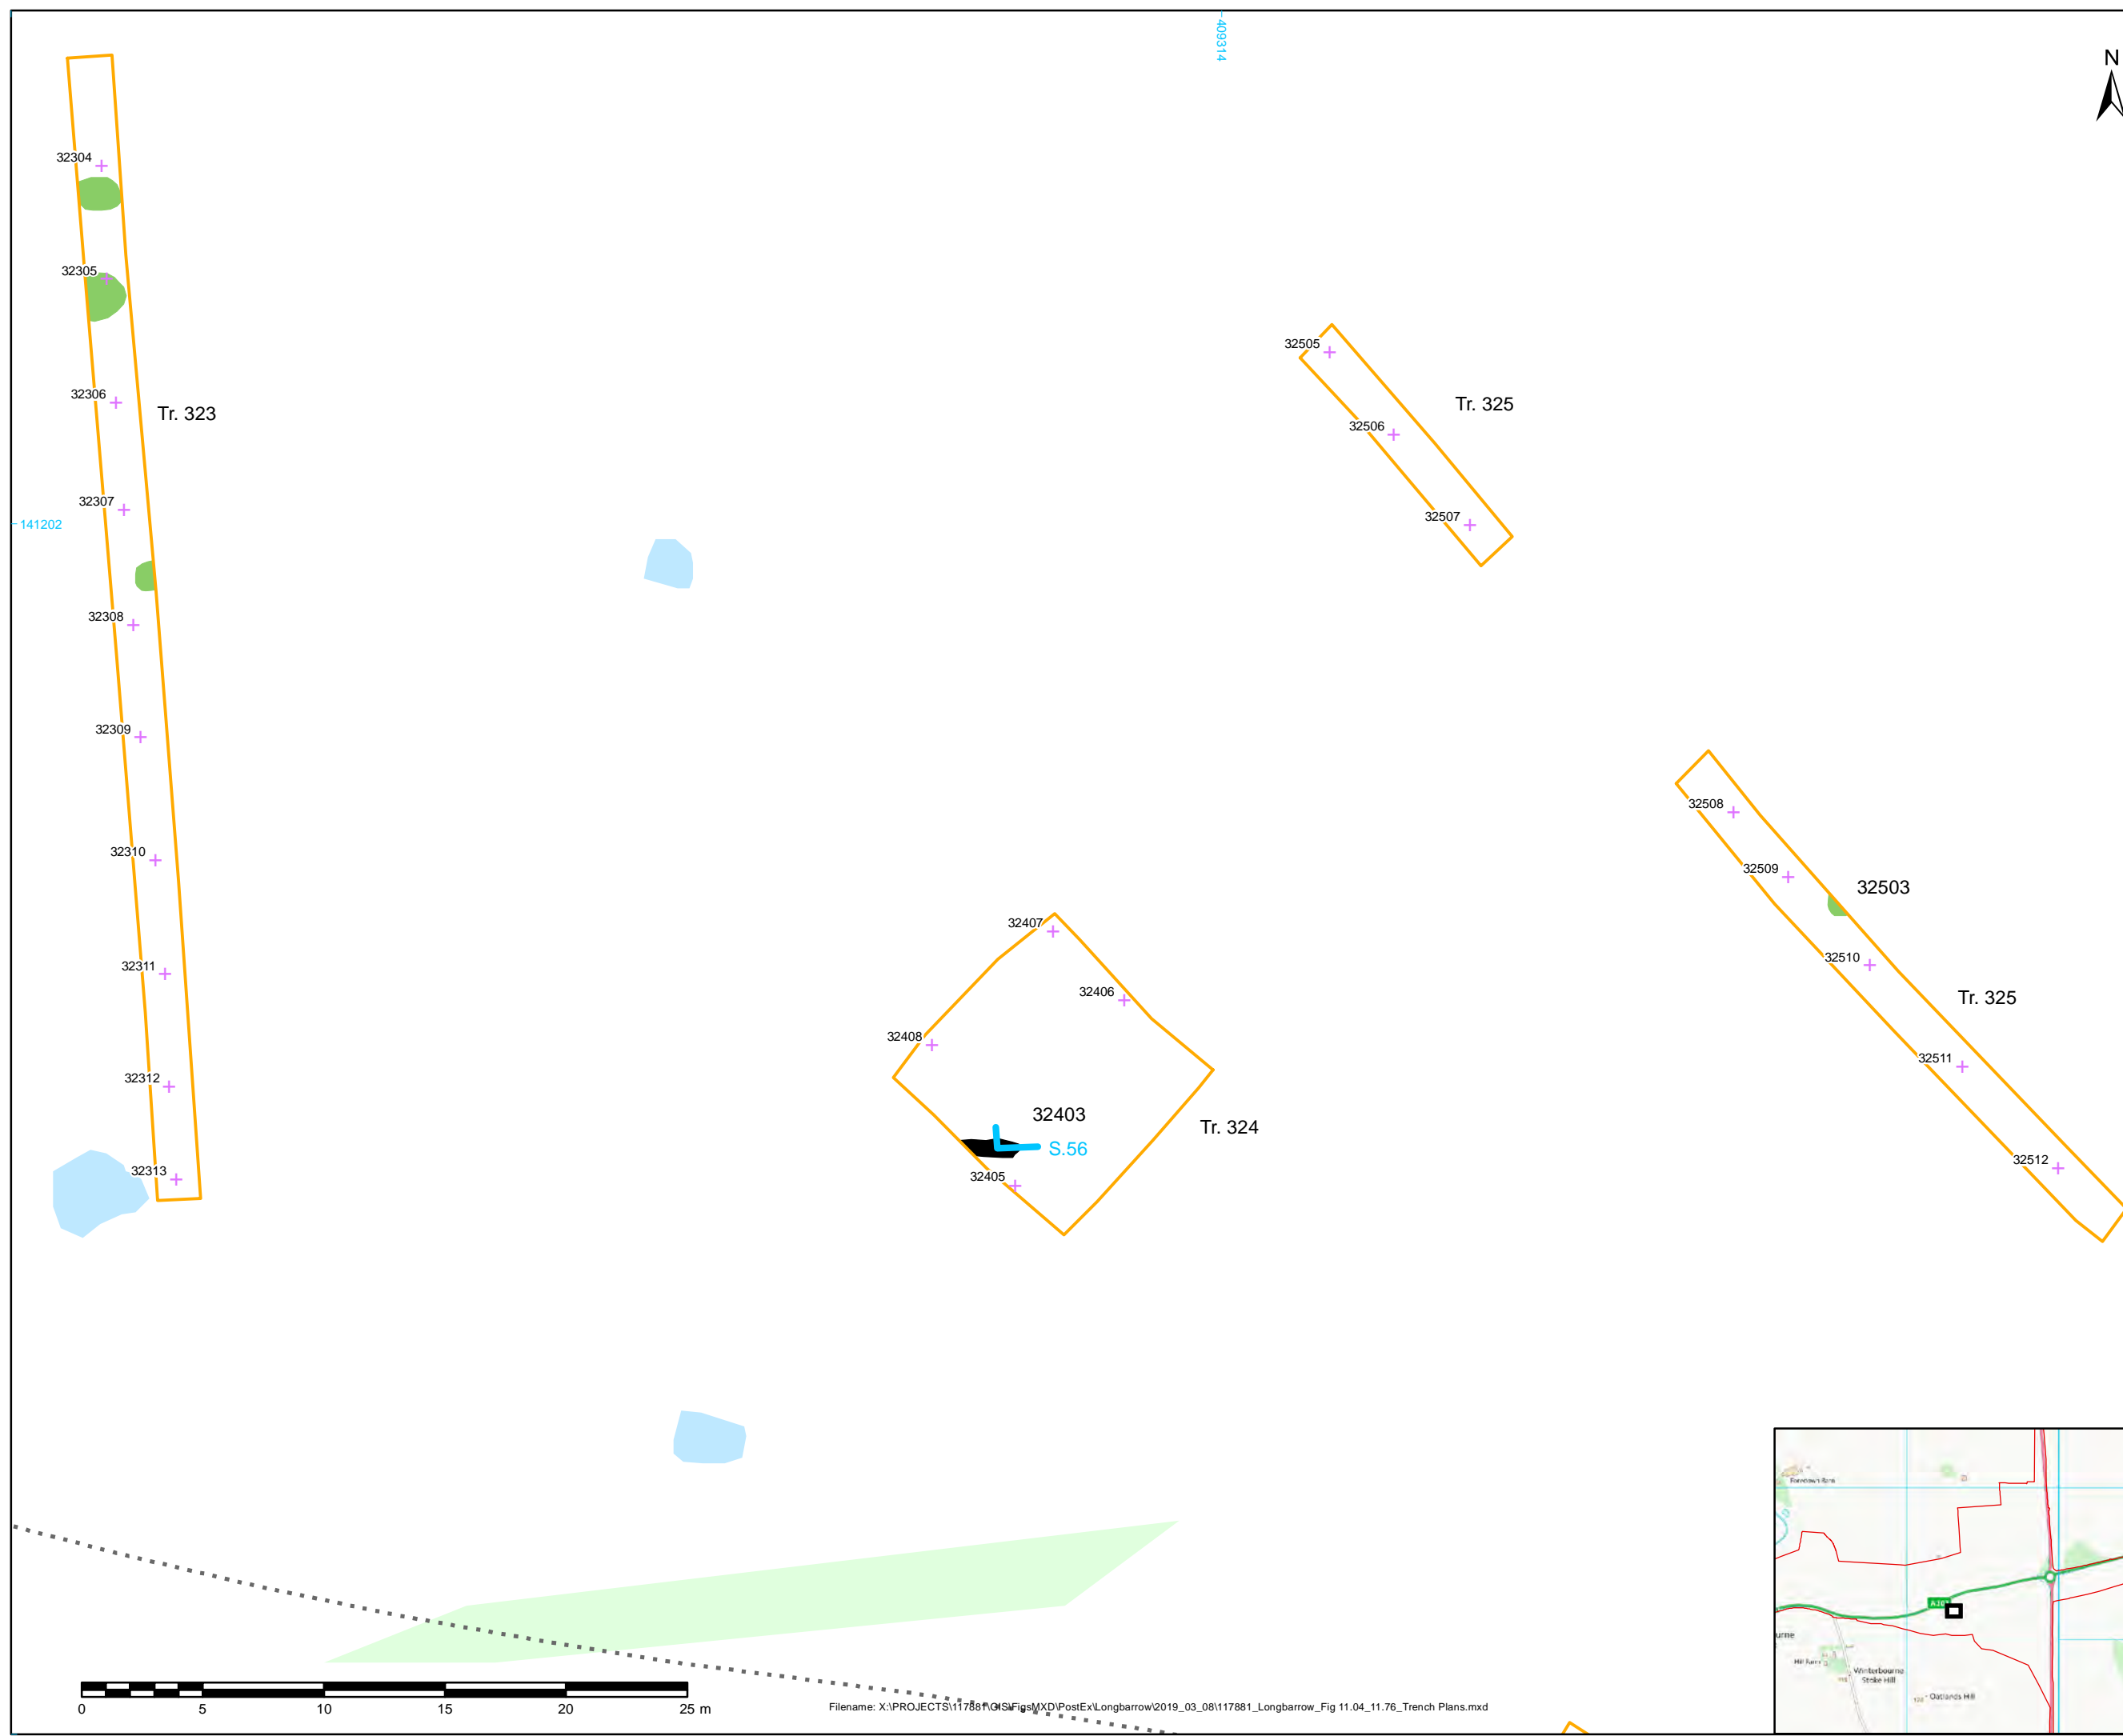 409314
N
32304
32305
32505
32306
Tr. 323
Tr. 325
32506
32307
32507
141202
32308
32309
32508
32310
32509
32503
32407
32510
32311
32406
Tr. 325
32408
32511
32312
32403
Tr. 324
S.56
32313
32405
32512
A303
Hill Farm
Winterbourne
Stoke Hill
Oatlands Hill
0 5 10 15 20 25 m
Filename: X:\PROJECTS\117881\GIS\FigsMXD\PostEx\Longbarrow\2019_03_08\117881_Longbarrow_Fig 11.04_11.76_Trench Plans.mxd